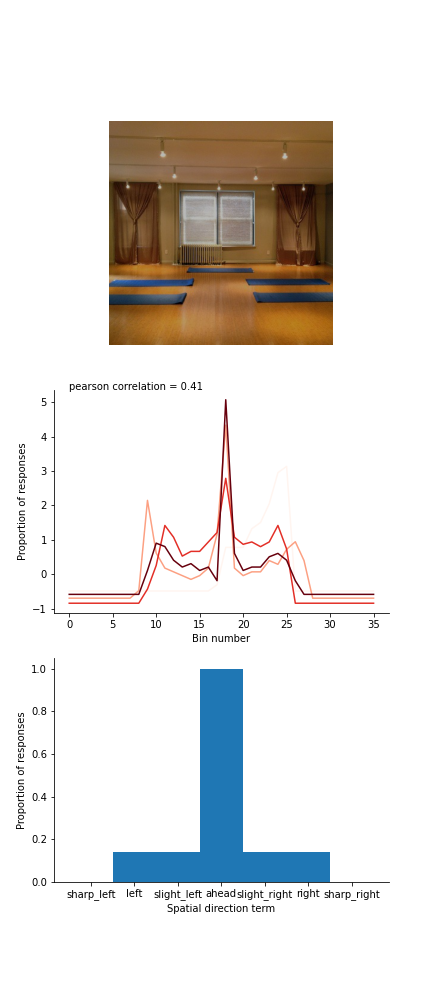 pearson correlation = 0.41
5
4
3
2
1
0
−1
Proportion of responses
0 5 10 15 20 25 30 35
Bin number
1.0
0.8
0.6
0.4
0.2
0.0
Proportion of responses
sharp_left left slight_left ahead slight_right right sharp_right
Spatial direction term